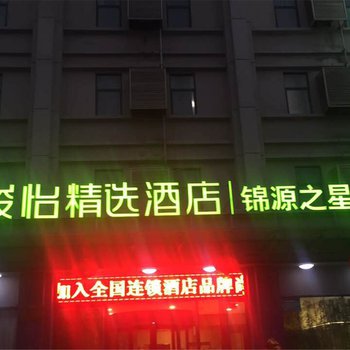 骏怡精选酒店|锦源之星
加入全国连锁酒店品牌